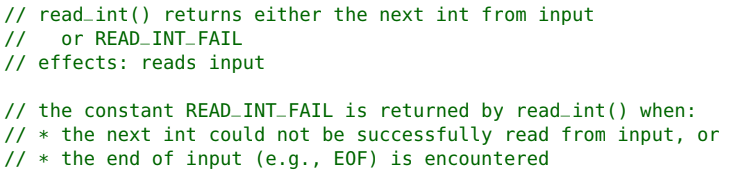 // read_int() returns either the next int from input
//   or READ_INT_FAIL
// effects: reads input

// the constant READ_INT_FAIL is returned by read_int() when:
// * the next int could not be successfully read from input, or
// * the end of input (e.g., EOF) is encountered